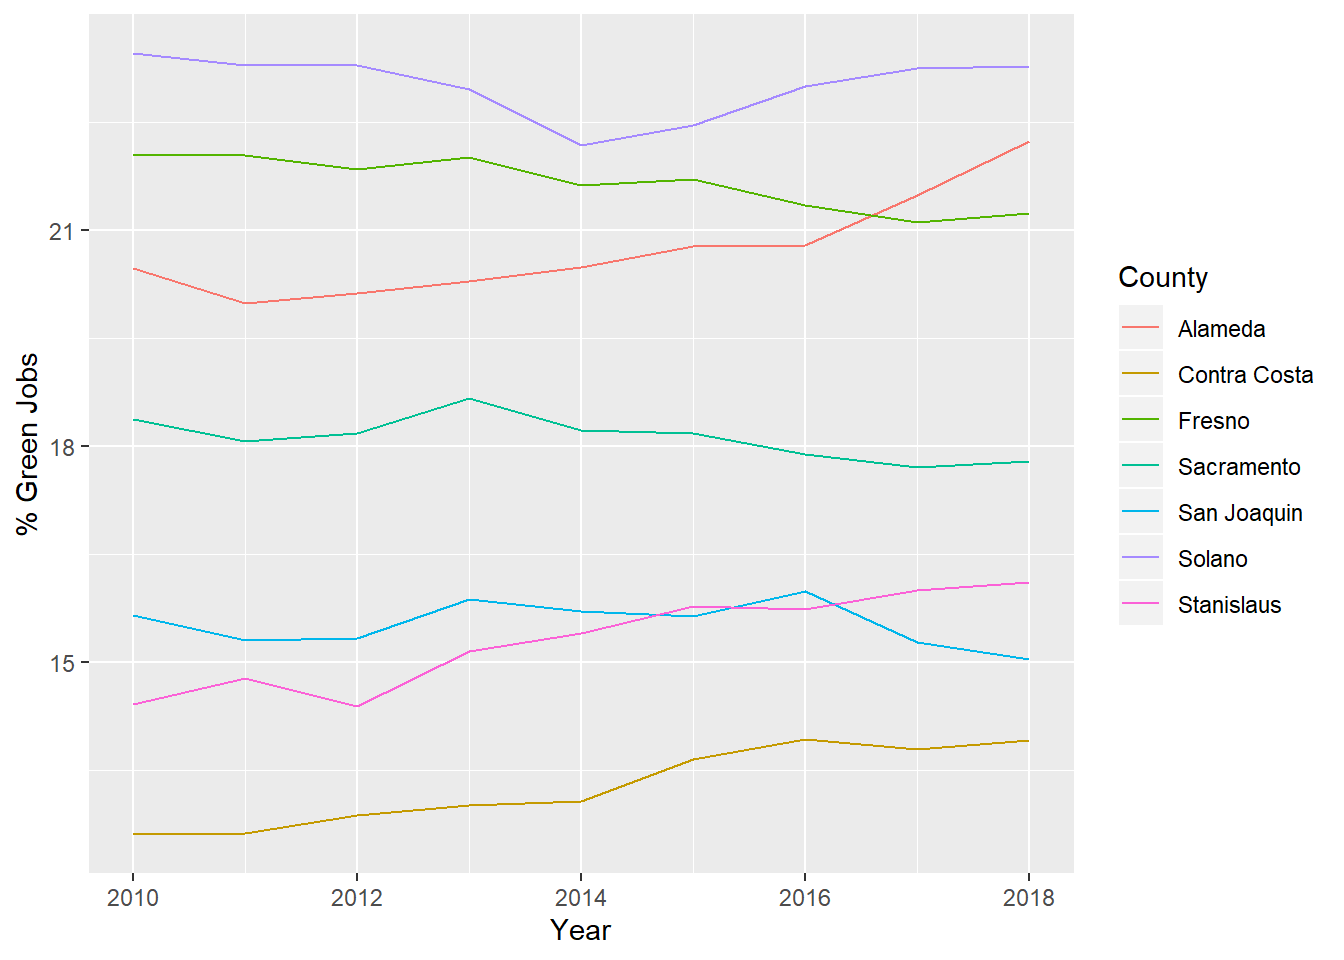 21
18
15
% Green Jobs
2010 2012 2014 2016 2018
Year
County
Alameda
Contra Costa
Fresno
Sacramento
San Joaquin
Solano
Stanislaus